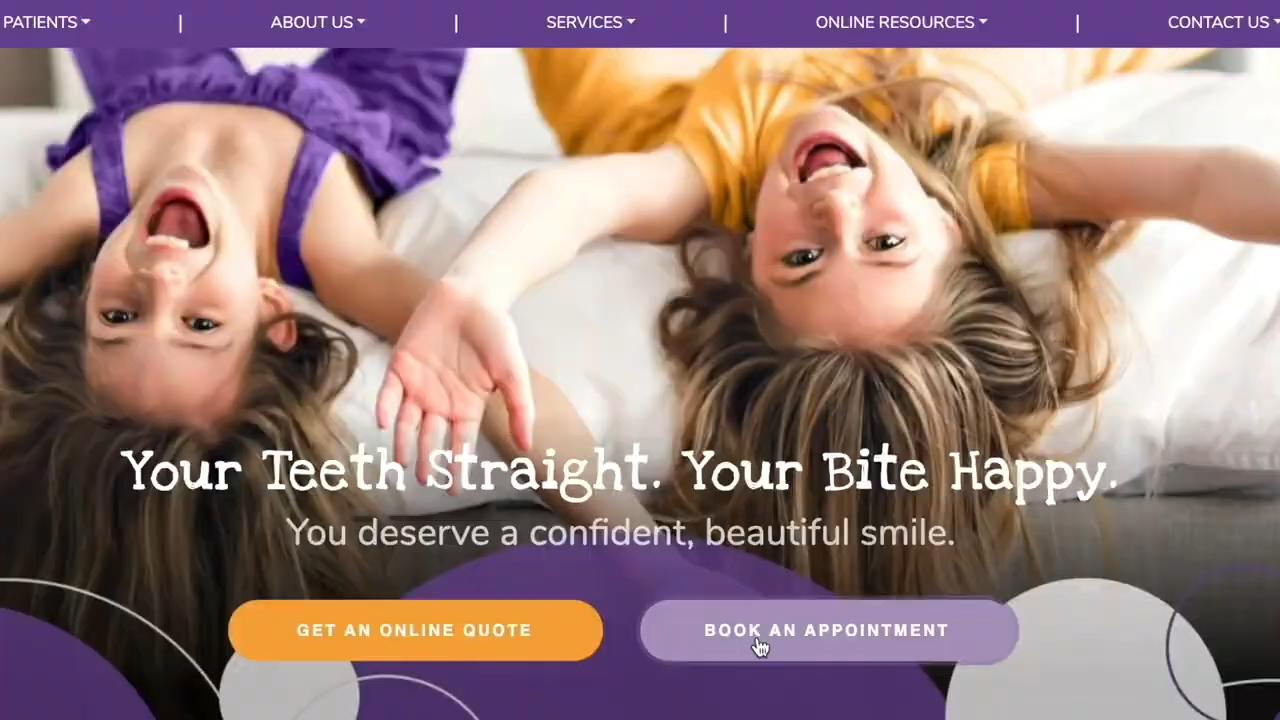 PATIENTS | ABOUT US | SERVICES | ONLINE RESOURCES | CONTACT US
Your Teeth Straight. Your Bite Happy.
You deserve a confident, beautiful smile.
GET AN ONLINE QUOTE
BOOK AN APPOINTMENT